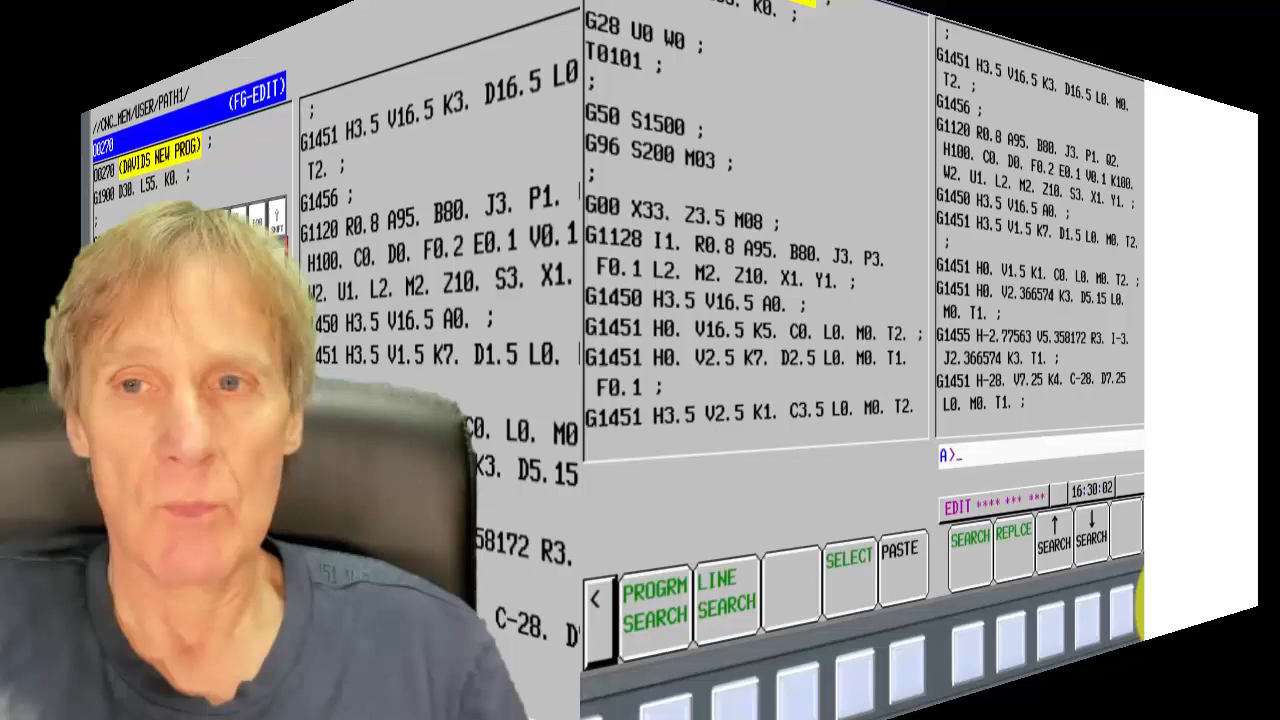 //CNC_MEM/USER/PATH1/
O0270 (FG-EDIT)
O0270 (DAVIDS NEW PROG) ;
G1900 D30. L55. K0. ;
;
SHIFT
;
G1451 H3.5 V16.5 K3. D16.5 L0
T2. ;
G1456 ;
G1120 R0.8 A95. B80. J3. P1.
H100. C0. D0. F0.2 E0.1 V0.1
W2. U1. L2. M2. Z10. S3. X1.
450 H3.5 V16.5 A0. ;
451 H3.5 V1.5 K7. D1.5 L0.
C0. L0. M0
K3. D5.15
58172 R3.
C-28. D
K0. ;
G28 U0 W0 ;
T0101 ;
;
G50 S1500 ;
G96 S200 M03 ;
;
G00 X33. Z3.5 M08 ;
G1128 I1. R0.8 A95. B80. J3. P3.
F0.1 L2. M2. Z10. X1. Y1. ;
G1450 H3.5 V16.5 A0. ;
G1451 H0. V16.5 K5. C0. L0. M0. T2. ;
G1451 H0. V2.5 K7. D2.5 L0. M0. T1.
F0.1 ;
G1451 H3.5 V2.5 K1. C3.5 L0. M0. T2.
<
PROGRM SEARCH
LINE SEARCH
SELECT
PASTE
;
G1451 H3.5 V16.5 K3. D16.5 L0. M0.
T2. ;
G1456 ;
G1120 R0.8 A95. B80. J3. P1. Q2.
H100. C0. D0. F0.2 E0.1 V0.1 K100.
W2. U1. L2. M2. Z10. S3. X1. Y1. ;
G1450 H3.5 V16.5 A0. ;
G1451 H3.5 V1.5 K7. D1.5 L0. M0. T2.
;
G1451 H0. V1.5 K1. C0. L0. M0. T2. ;
G1451 H0. V2.366574 K3. D5.15 L0.
M0. T1. ;
G1455 H-2.77563 V5.358172 R3. I-3.
J2.366574 K3. T1. ;
G1451 H-28. V7.25 K4. C-28. D7.25
L0. M0. T1. ;
A>_
EDIT **** *** *** 16:30:02
SEARCH
REPLCE
↑ SEARCH
↓ SEARCH